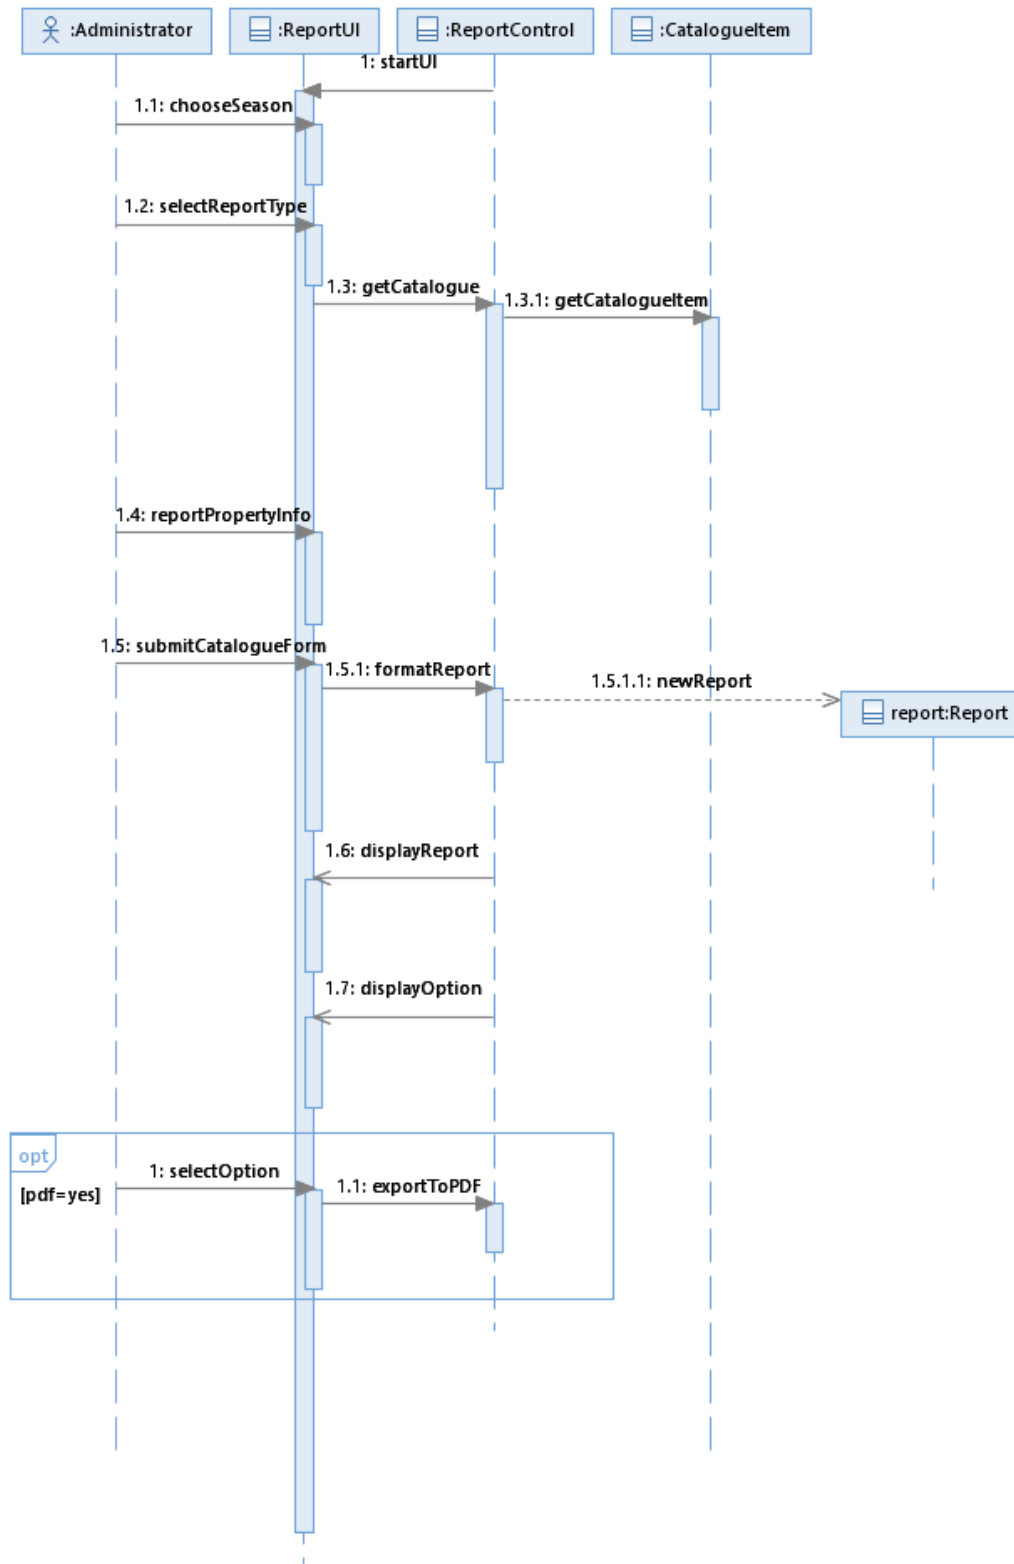 :Administrator
:ReportUI
:ReportControl
:CatalogueItem
1: startUI
1.1: chooseSeason
1.2: selectReportType
1.3: getCatalogue
1.3.1: getCatalogueItem
1.4: reportPropertyInfo
1.5: submitCatalogueForm
1.5.1: formatReport
1.5.1.1: newReport
report:Report
1.6: displayReport
1.7: displayOption
opt
1: selectOption
1.1: exportToPDF
[pdf=yes]